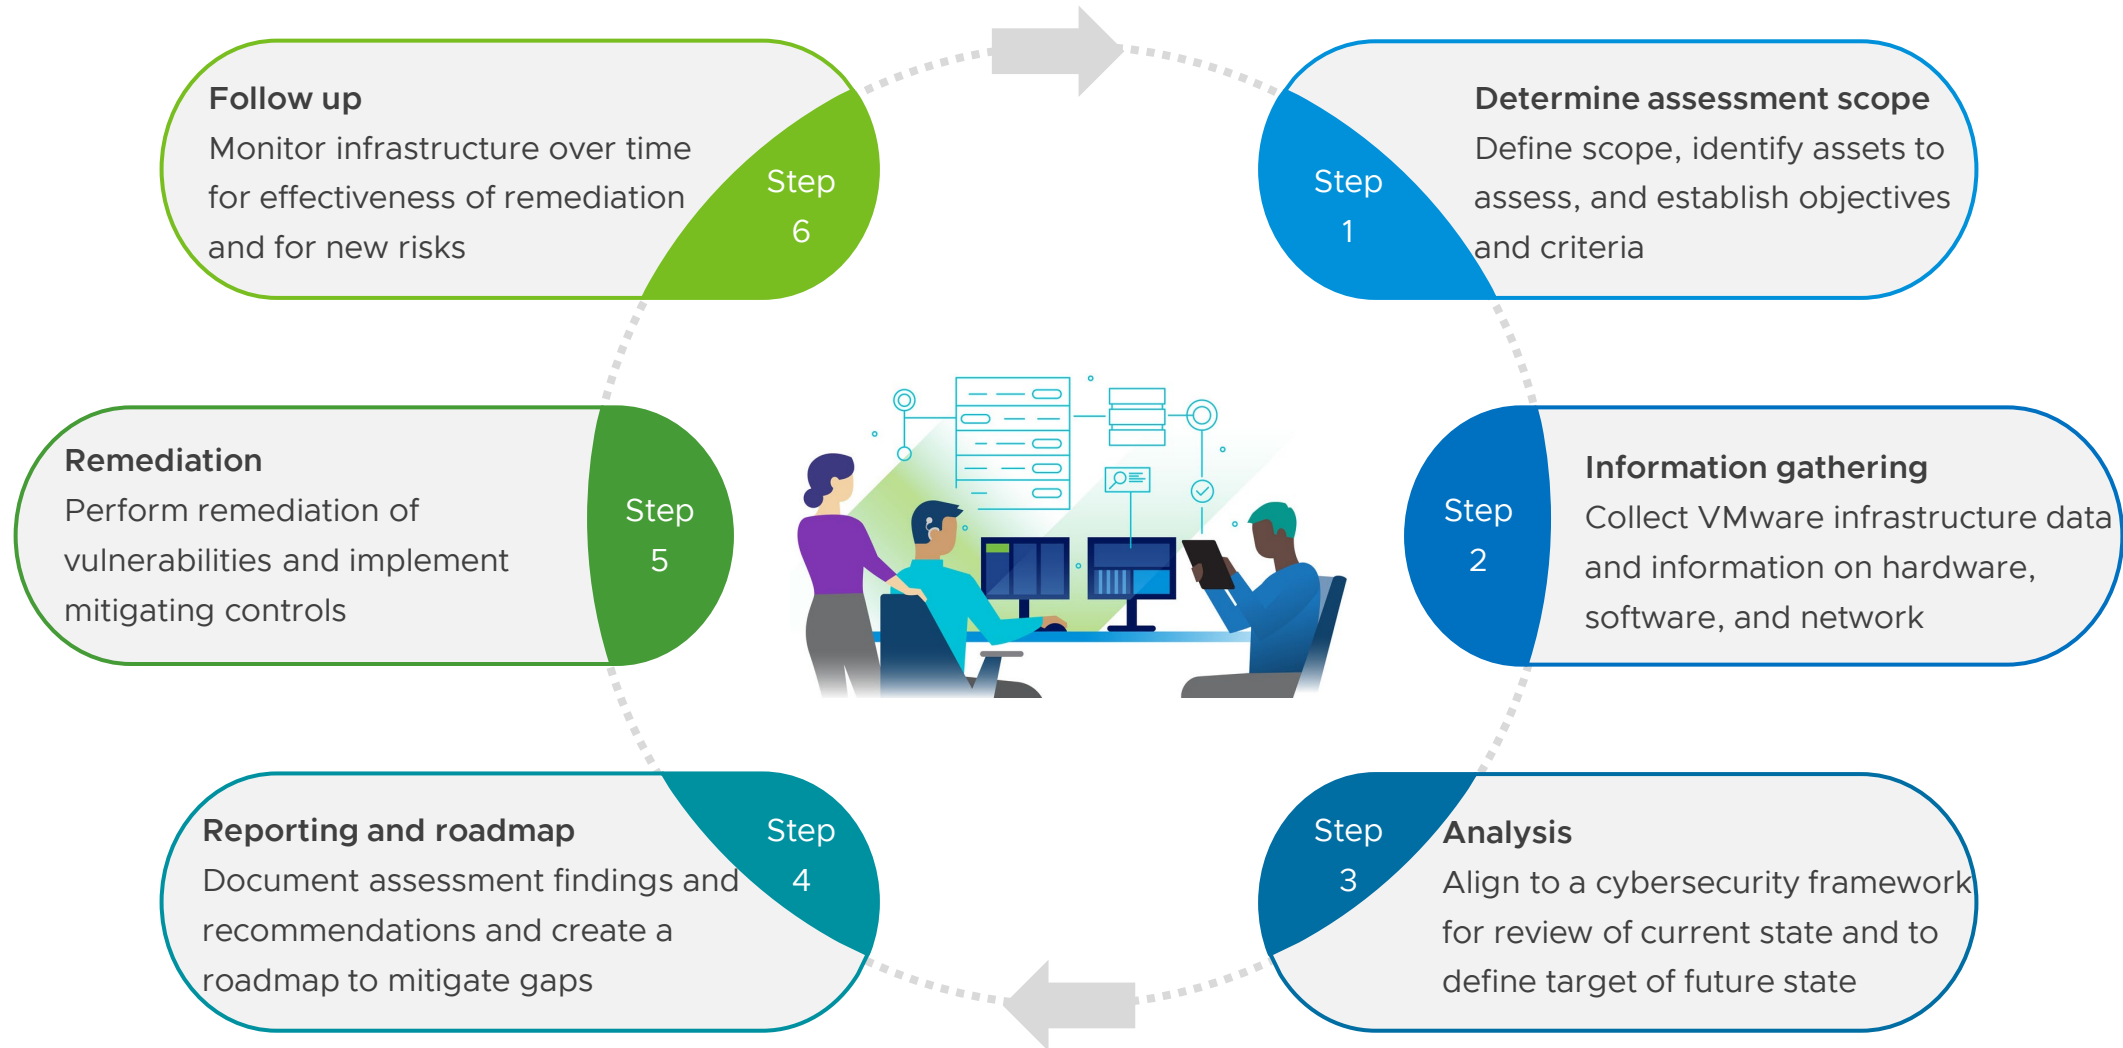 Follow up
Monitor infrastructure over time
for effectiveness of remediation
and for new risks
Step
6
Step
1
Determine assessment scope
Define scope, identify assets to
assess, and establish objectives
and criteria
Remediation
Perform remediation of
vulnerabilities and implement
mitigating controls
Step
5
Step
2
Information gathering
Collect VMware infrastructure data
and information on hardware,
software, and network
Reporting and roadmap
Document assessment findings and
recommendations and create a
roadmap to mitigate gaps
Step
4
Step
3
Analysis
Align to a cybersecurity framework
for review of current state and to
define target of future state